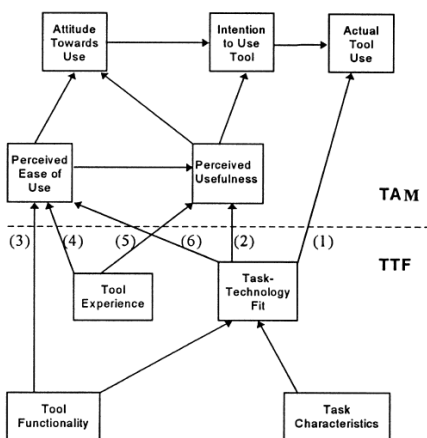 Attitude
Towards
Use
Intention
to Use
Tool
Actual
Tool
Use
Perceived
Ease of
Use
Perceived
Usefulness
TAM
(3)
(4)
(5)
(6)
(2)
(1)
TTF
Tool
Experience
Task-
Technology
Fit
Tool
Functionality
Task
Characteristics